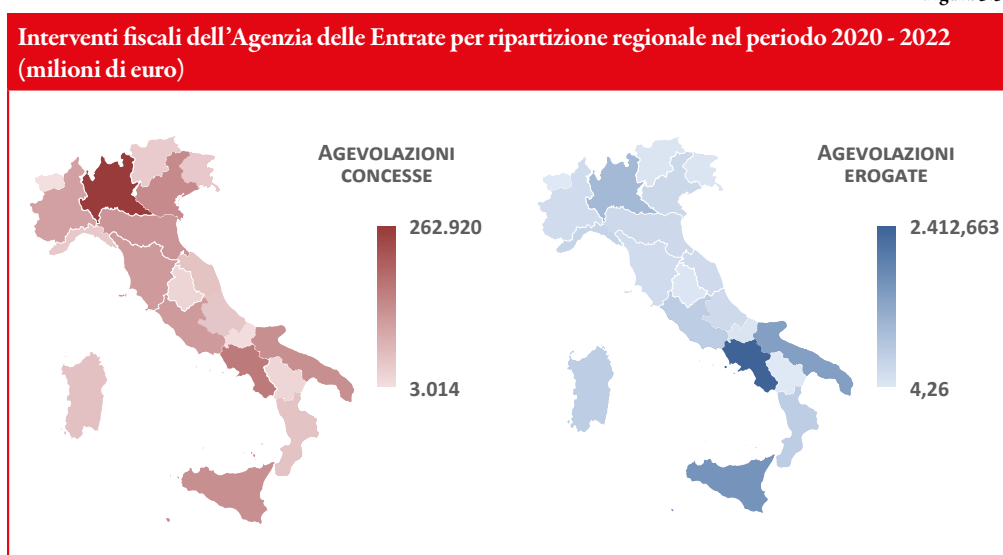 Interventi fiscali dell’Agenzia delle Entrate per ripartizione regionale nel periodo 2020 - 2022
(milioni di euro)
AGEVOLAZIONI
CONCESSE
262.920
3.014
AGEVOLAZIONI
EROGATE
2.412,663
4,26